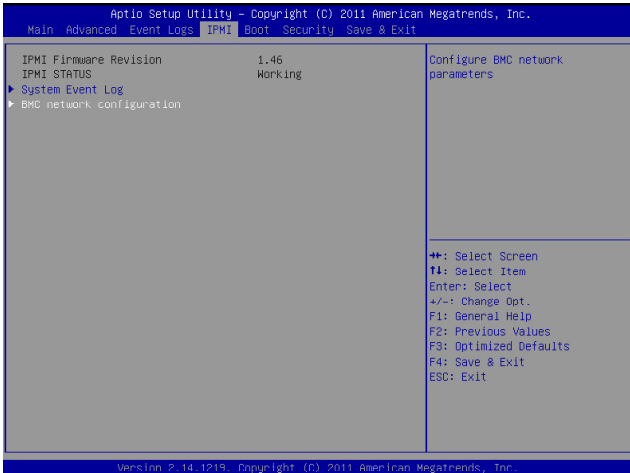 Aptio Setup Utility – Copyright (C) 2011 American Megatrends, Inc.
Main Advanced Event Logs IPMI Boot Security Save & Exit
IPMI Firmware Revision 1.46
IPMI STATUS Working
System Event Log
BMC network configuration
Configure BMC network
parameters
→←: Select Screen
↑↓: Select Item
Enter: Select
+/-: Change Opt.
F1: General Help
F2: Previous Values
F3: Optimized Defaults
F4: Save & Exit
ESC: Exit
Version 2.14.1219. Copyright (C) 2011 American Megatrends, Inc.